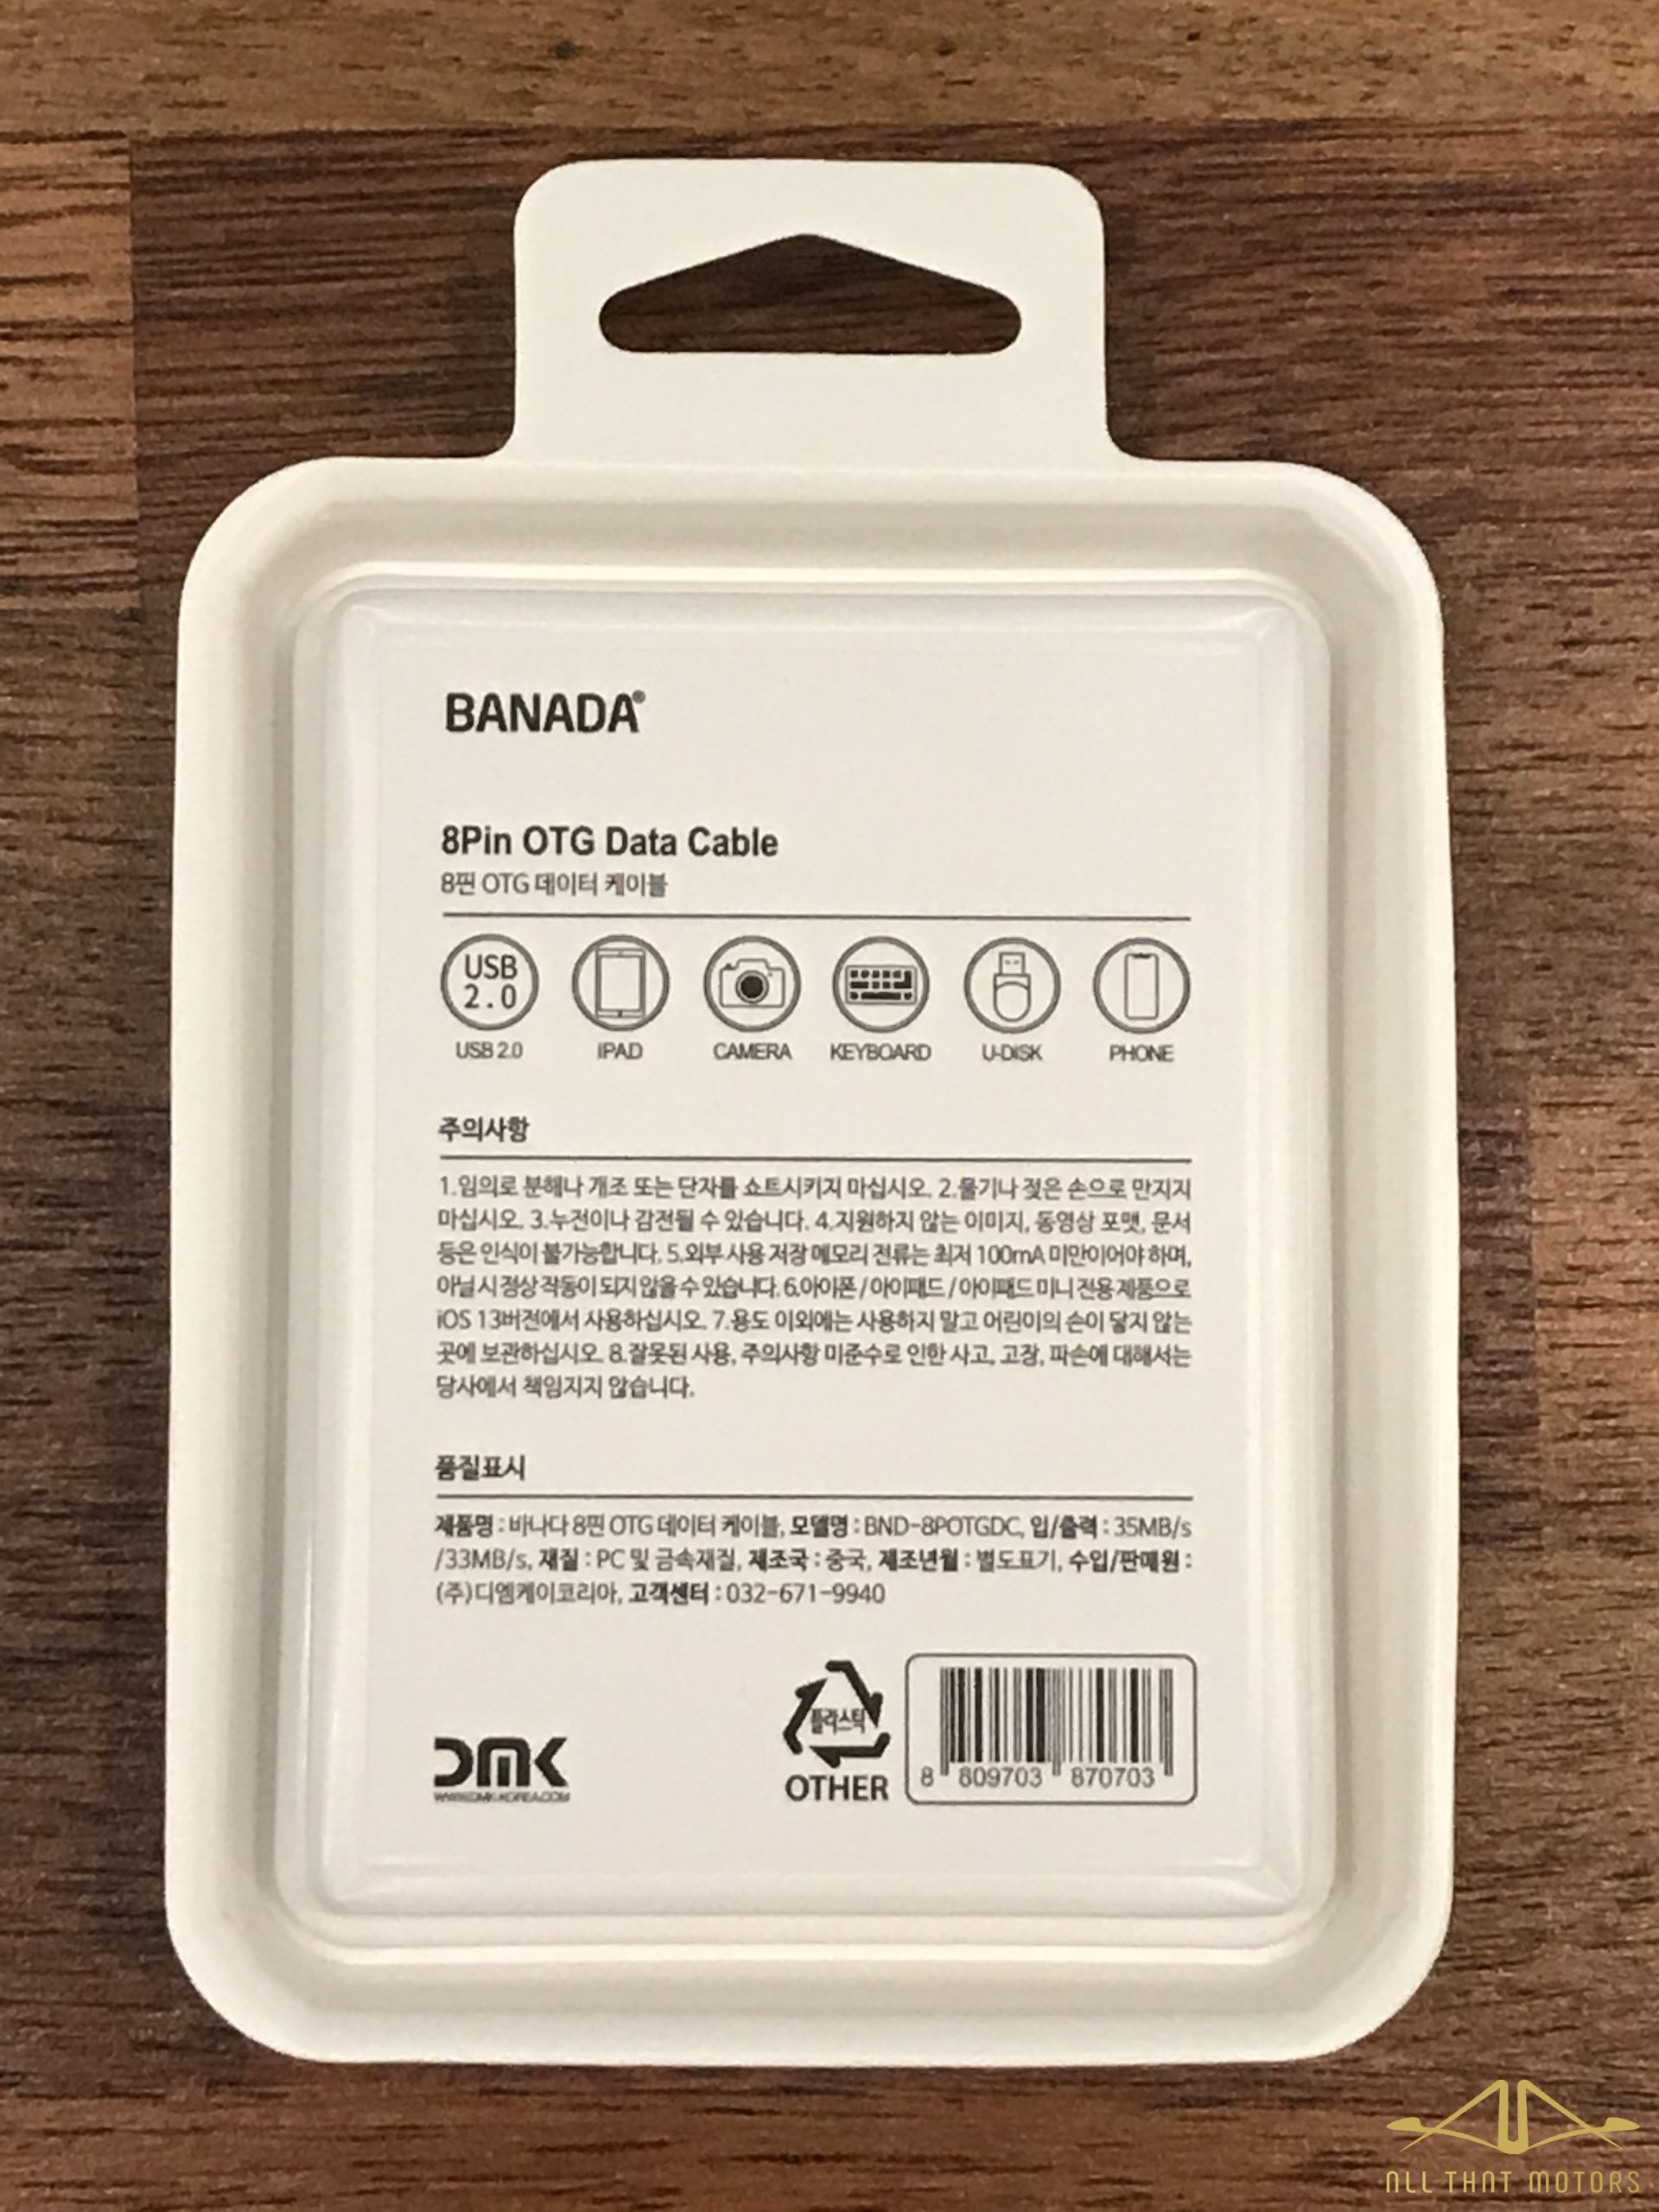 BANADA®
8Pin OTG Data Cable
8핀 OTG 데이터 케이블
USB 2.0
USB 2.0 IPAD CAMERA KEYBOARD U-DISK PHONE
주의사항
1.임의로 분해나 개조 또는 단자를 쇼트시키지 마십시오. 2.물기나 젖은 손으로 만지지
마십시오. 3.누전이나 감전될 수 있습니다. 4.지원하지 않는 이미지, 동영상 포맷, 문서
등은 인식이 불가능합니다. 5.외부 사용 저장 메모리 전류는 최저 100mA 미만이어야 하며,
아닐 시 정상 작동이 되지 않을 수 있습니다. 6.아이폰 / 아이패드 / 아이패드 미니 전용 제품으로
iOS 13버전에서 사용하십시오. 7.용도 이외에는 사용하지 말고 어린이의 손이 닿지 않는
곳에 보관하십시오. 8.잘못된 사용, 주의사항 미준수로 인한 사고, 고장, 파손에 대해서는
당사에서 책임지지 않습니다.
품질표시
제품명 : 바나다 8핀 OTG 데이터 케이블, 모델명 : BND-8POTGDC, 입/출력 : 35MB/s
/33MB/s, 재질 : PC 및 금속재질, 제조국 : 중국, 제조년월 : 별도표기, 수입/판매원 :
(주)디엠케이코리아, 고객센터 : 032-671-9940
플라스틱
OTHER
DMK
WWW.DMK-KOREA.COM
8 809703 870703
ALL THAT MOTORS